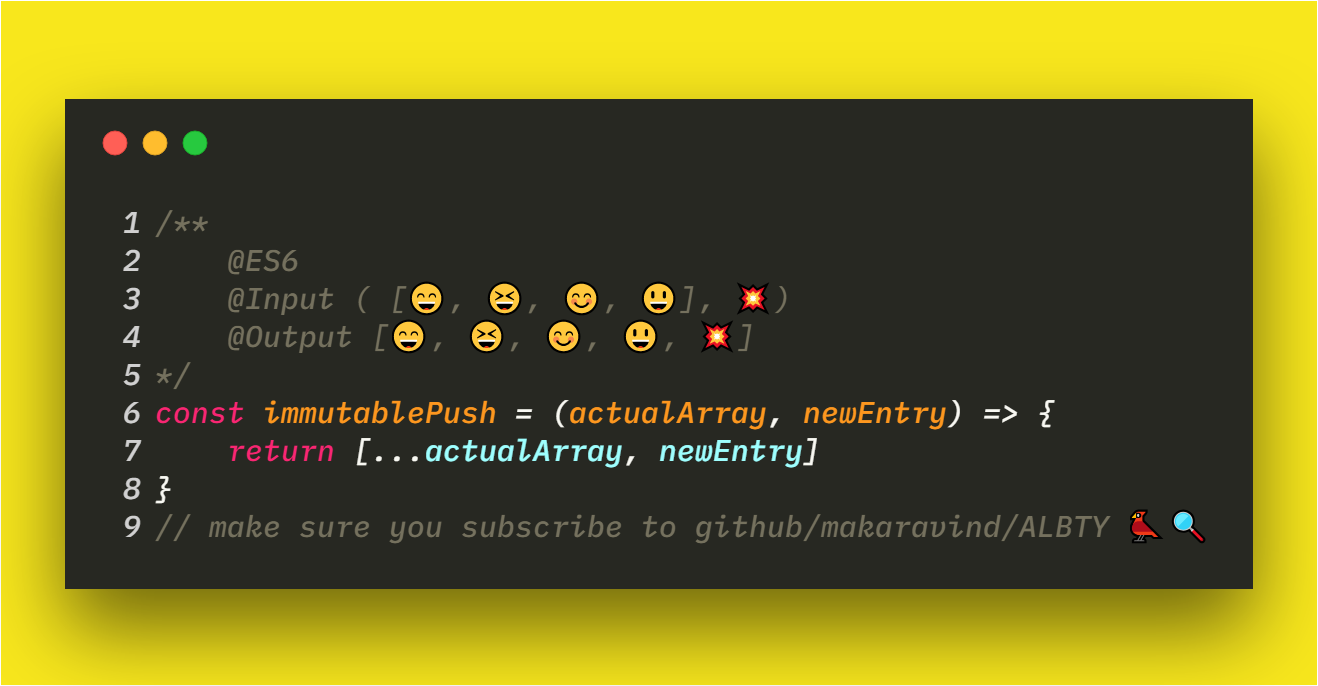 1 /**
2     @ES6
3     @Input ( [😄, 😆, 😊, 😃], 💥)
4     @Output [😄, 😆, 😊, 😃, 💥]
5 */
6 const immutablePush = (actualArray, newEntry) => {
7     return [...actualArray, newEntry]
8 }
9 // make sure you subscribe to github/makaravind/ALBTY 🐦🔍